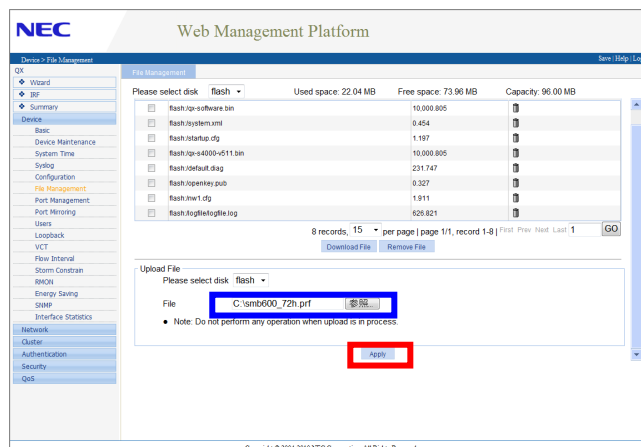 NEC
Web Management Platform
Device > File Management
Save | Help | Lo
QX
Wizard
IRF
Summary
Device
Basic
Device Maintenance
System Time
Syslog
Configuration
File Management
Port Management
Port Mirroring
Users
Loopback
VCT
Flow Interval
Storm Constrain
RMON
Energy Saving
SNMP
Interface Statistics
Network
Cluster
Authentication
Security
QoS
File Management
Please select disk flash Used space: 22.04 MB Free space: 73.96 MB Capacity: 96.00 MB
flash:/qx-software.bin 10,000.805
flash:/system.xml 0.454
flash:/startup.cfg 1.197
flash:/qx-s4000-v511.bin 10,000.805
flash:/default.diag 231.747
flash:/openkey.pub 0.327
flash:/nw1.cfg 1.911
flash:/logfile/logfile.log 626.821
8 records, 15 per page | page 1/1, record 1-8 | First Prev Next Last 1 GO
Download File Remove File
Upload File
Please select disk flash
File C:\smb600_72h.prf 参照...
Note: Do not perform any operation when upload is in process.
Apply